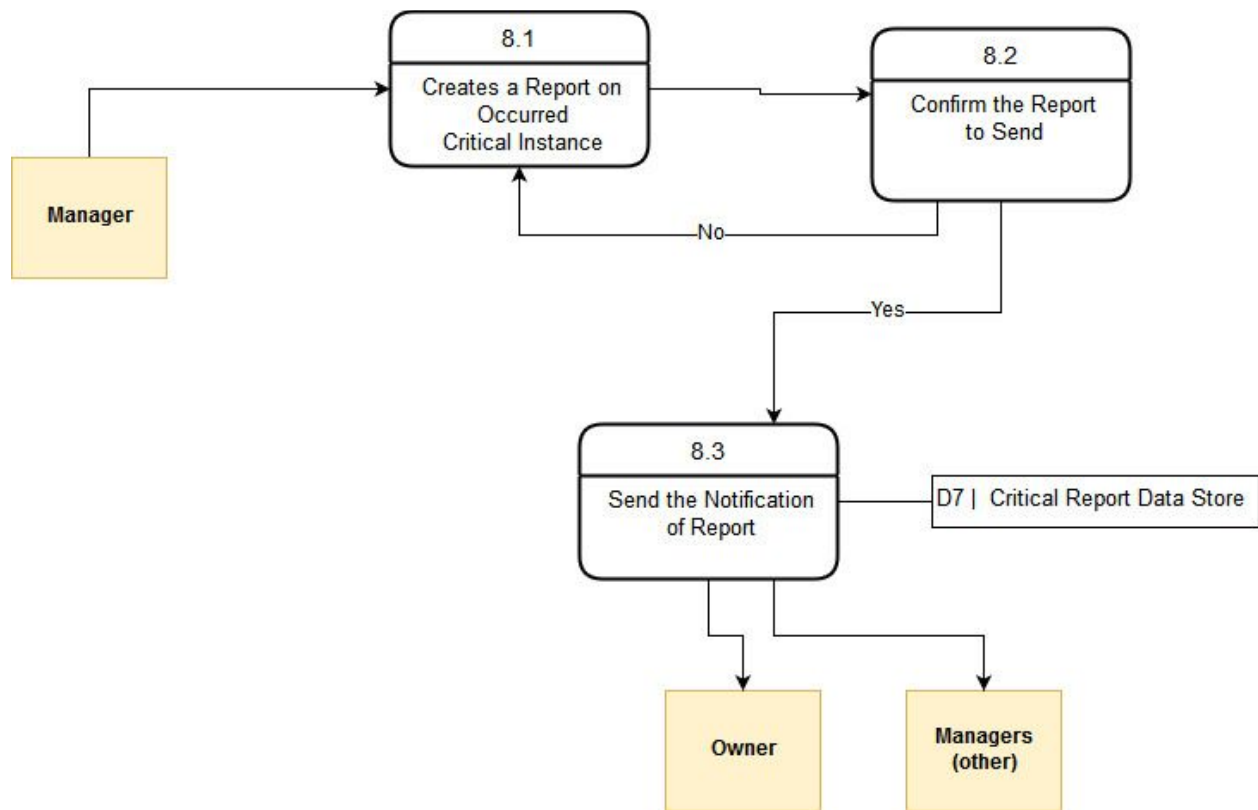 8.1
Creates a Report on
Occurred
Critical Instance
8.2
Confirm the Report
to Send
Manager
No
Yes
8.3
Send the Notification
of Report
D7 | Critical Report Data Store
Owner
Managers
(other)